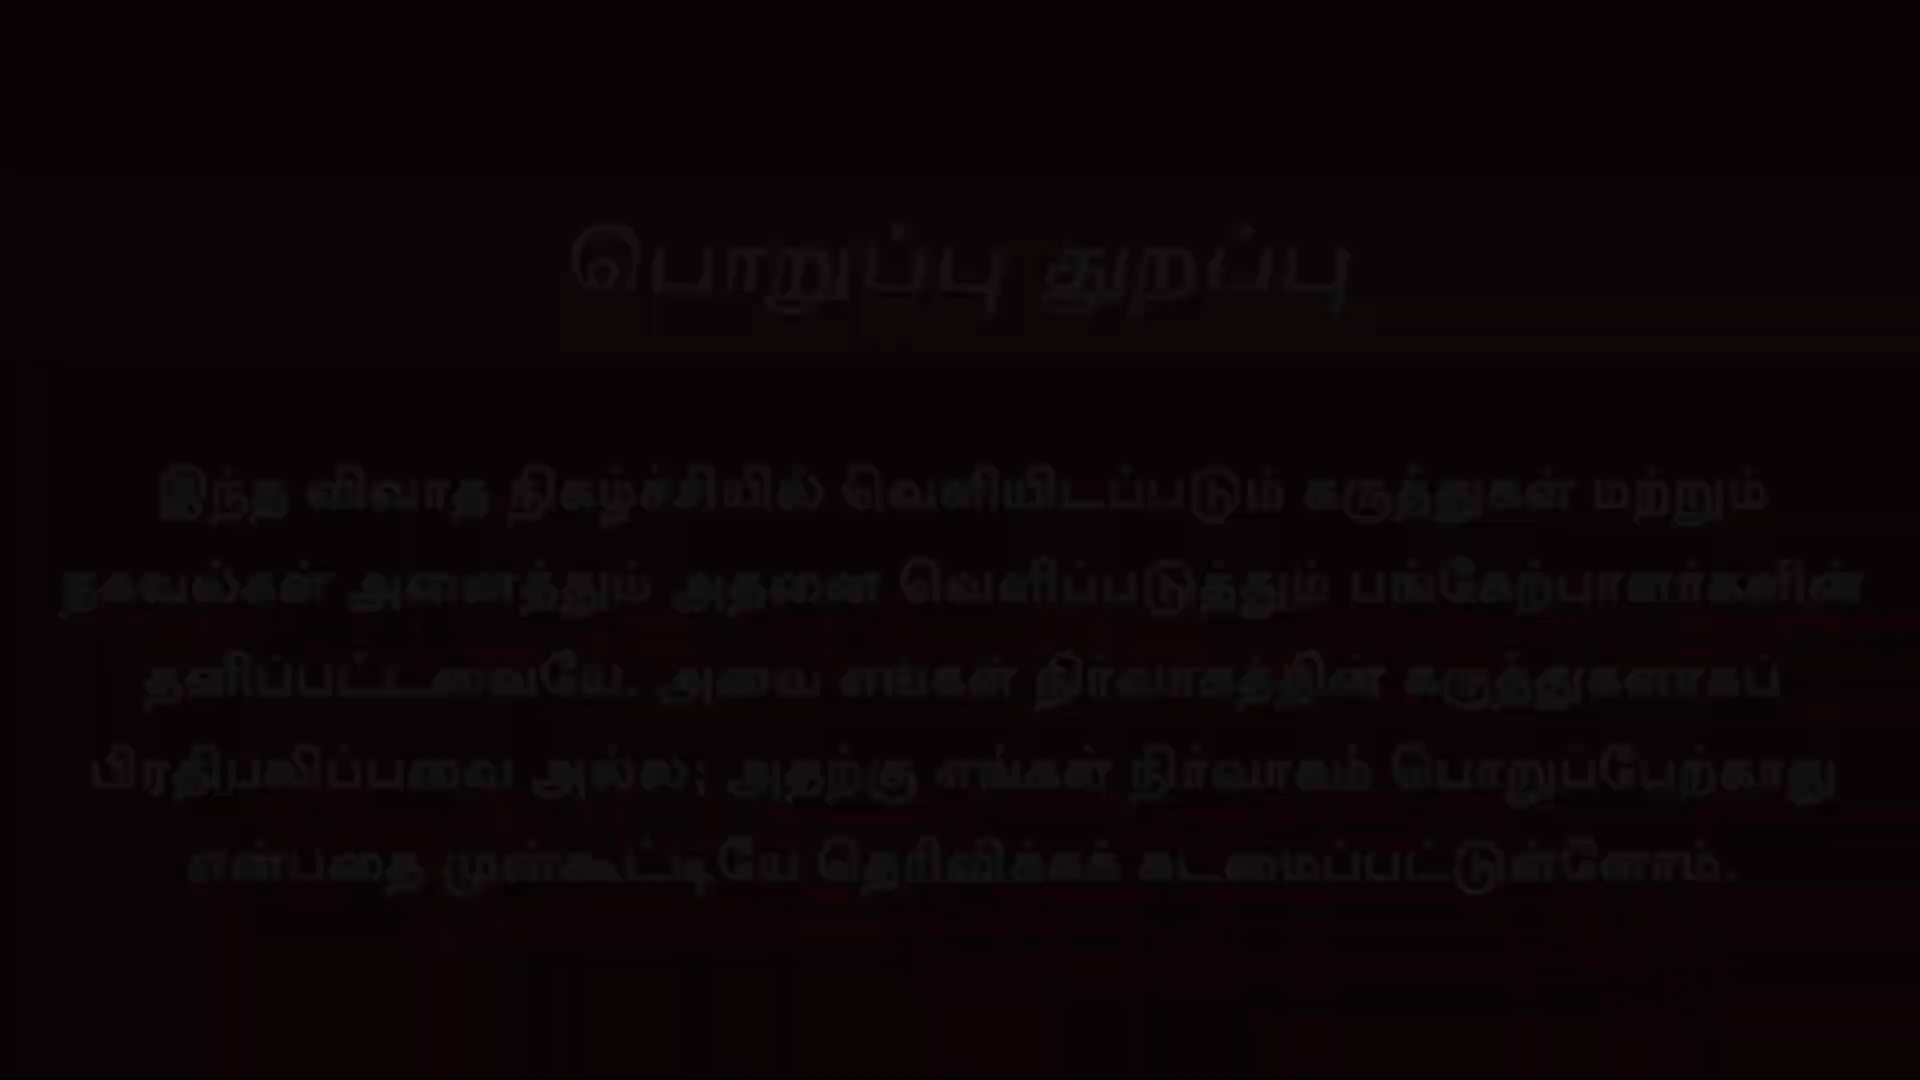 பொறுப்பு துறப்பு
இந்த விவாத நிகழ்ச்சியில் வெளியிடப்படும் கருத்துகள் மற்றும்
தகவல்கள் அனைத்தும் அதனை வெளிப்படுத்தும் பங்கேற்பாளர்களின்
தனிப்பட்டவையே. அவை எங்கள் நிர்வாகத்தின் கருத்துகளாகப்
பிரதிபலிப்பவை அல்ல; அதற்கு எங்கள் நிர்வாகம் பொறுப்பேற்காது
என்பதை முன்கூட்டியே தெரிவிக்கக் கடமைப்பட்டுள்ளோம்.